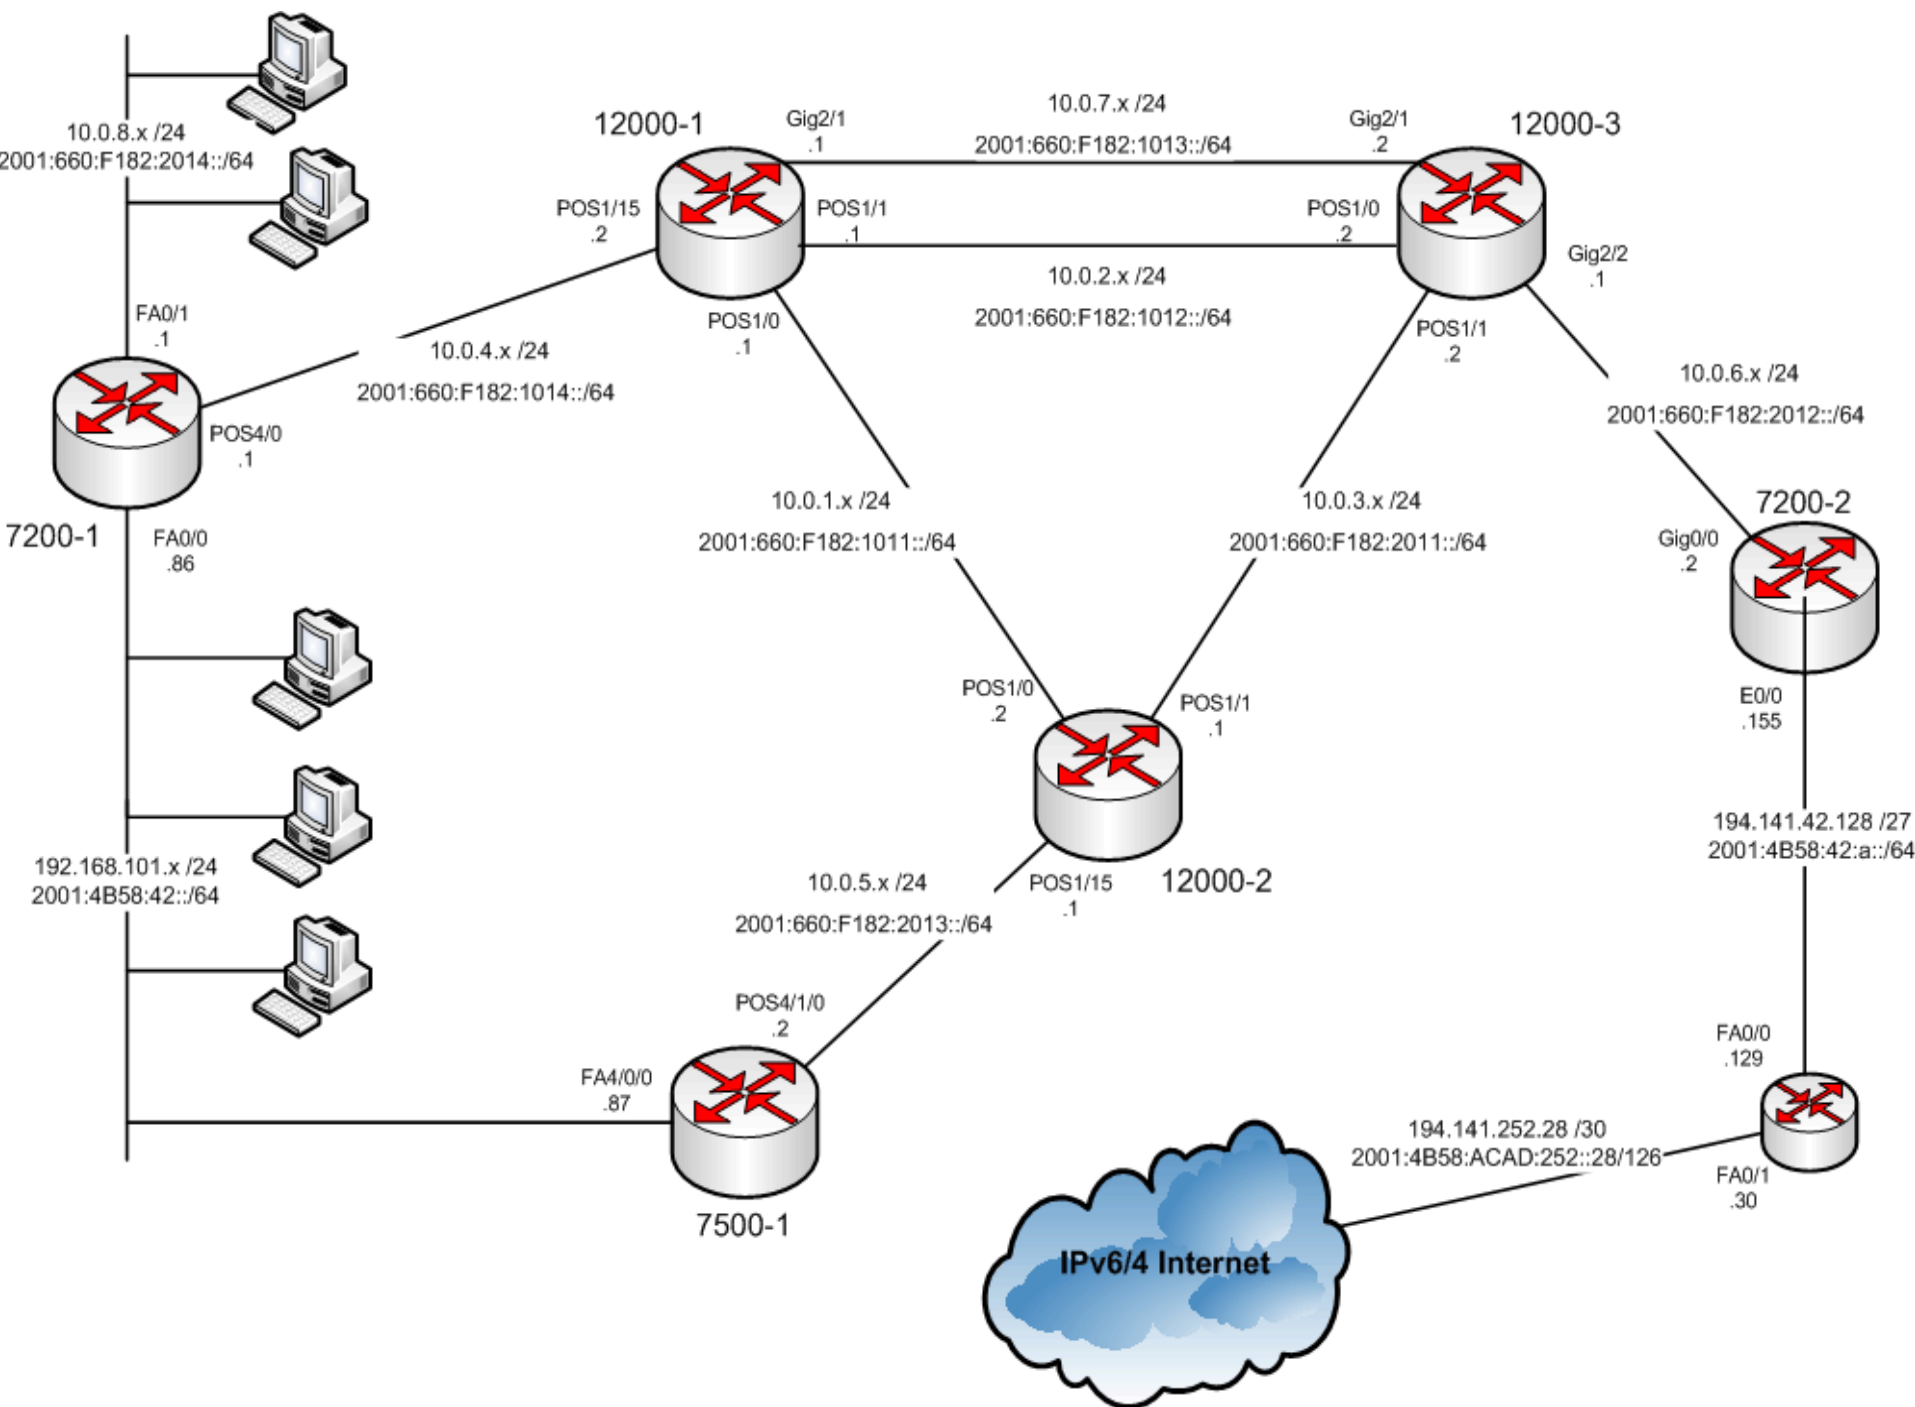 10.0.8.x /24
2001:660:F182:2014::/64
FA0/1
.1
7200-1
POS4/0
.1
FA0/0
.86
192.168.101.x /24
2001:4B58:42::/64
10.0.4.x /24
2001:660:F182:1014::/64
12000-1
POS1/15
.2
Gig2/1
.1
POS1/1
.1
POS1/0
.1
10.0.7.x /24
2001:660:F182:1013::/64
10.0.2.x /24
2001:660:F182:1012::/64
12000-3
Gig2/1
.2
POS1/0
.2
Gig2/2
.1
POS1/1
.2
10.0.1.x /24
2001:660:F182:1011::/64
10.0.3.x /24
2001:660:F182:2011::/64
10.0.6.x /24
2001:660:F182:2012::/64
7200-2
Gig0/0
.2
E0/0
.155
POS1/0
.2
POS1/1
.1
12000-2
POS1/15
.1
10.0.5.x /24
2001:660:F182:2013::/64
POS4/1/0
.2
FA4/0/0
.87
7500-1
194.141.42.128 /27
2001:4B58:42:a::/64
FA0/0
.129
FA0/1
.30
194.141.252.28 /30
2001:4B58:ACAD:252::28/126
IPv6/4 Internet